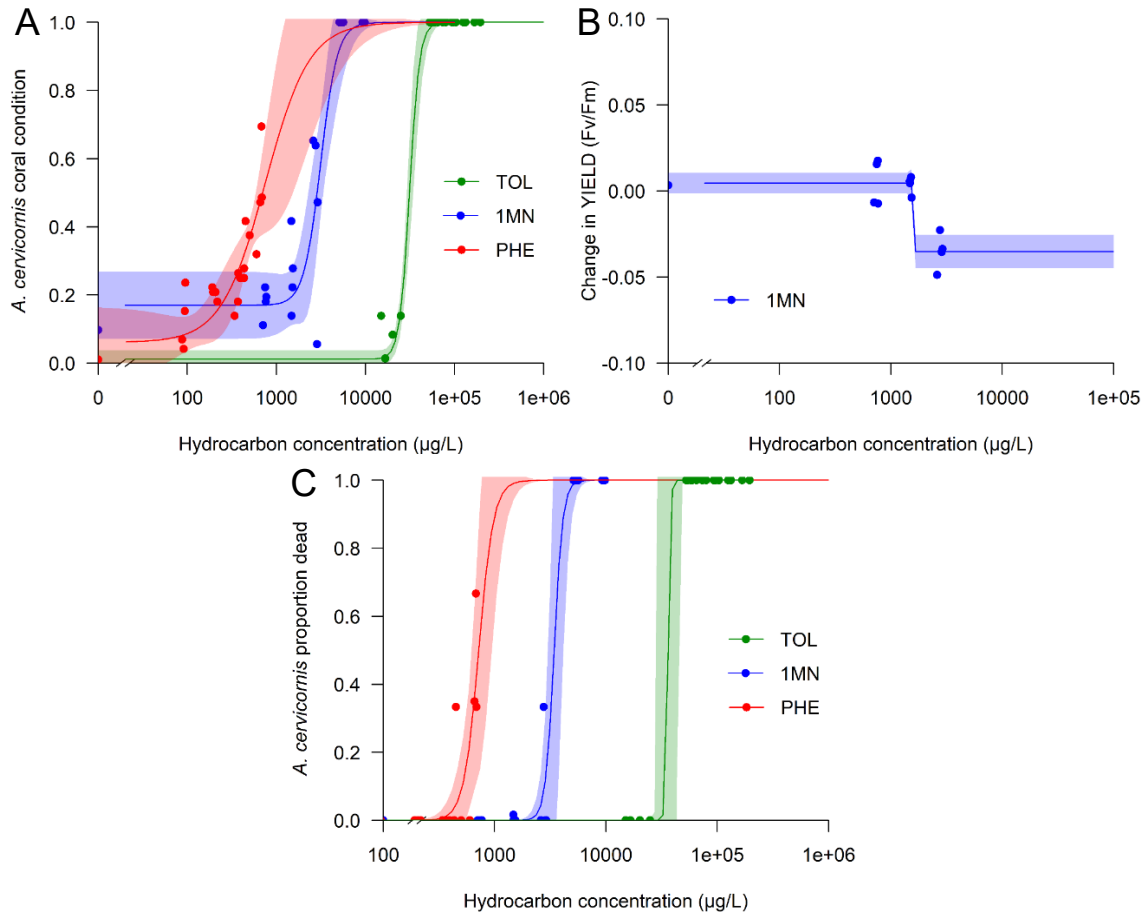 A
1.0
0.8
0.6
0.4
0.2
0.0
A. cervicornis coral condition
TOL
1MN
PHE
0 100 1000 10000 1e+05 1e+06
Hydrocarbon concentration (µg/L)
B
0.10
0.05
0.00
-0.05
-0.10
Change in YIELD (Fv/Fm)
1MN
0 100 1000 10000 1e+05
Hydrocarbon concentration (µg/L)
C
1.0
0.8
0.6
0.4
0.2
0.0
A. cervicornis proportion dead
TOL
1MN
PHE
100 1000 10000 1e+05 1e+06
Hydrocarbon concentration (µg/L)